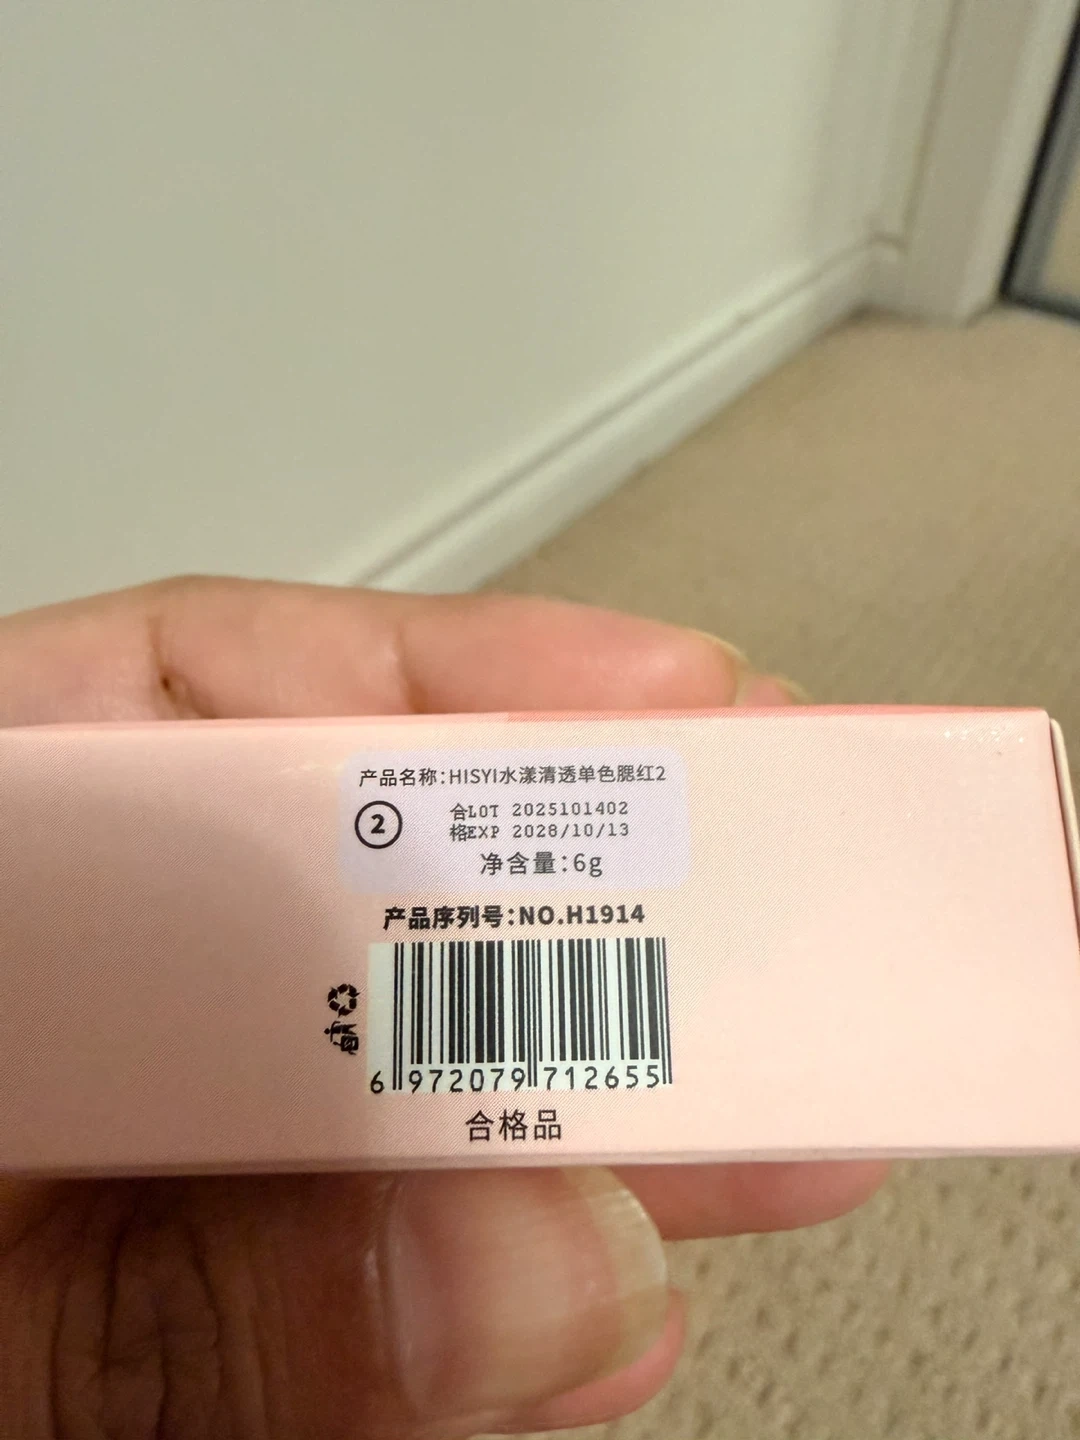 产品名称:HISYI水漾清透单色腮红2
2
合LOT 2025101402
格EXP 2028/10/13
净含量:6g
产品序列号:NO.H1914
6 972079 712655
合格品